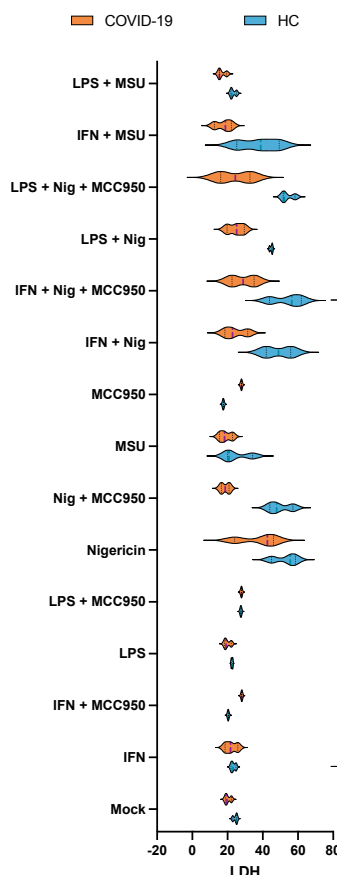 COVID-19 HC
LPS + MSU
IFN + MSU
LPS + Nig + MCC950
LPS + Nig
IFN + Nig + MCC950
IFN + Nig
MCC950
MSU
Nig + MCC950
Nigericin
LPS + MCC950
LPS
IFN + MCC950
IFN
Mock
-20 0 20 40 60 80
LDH